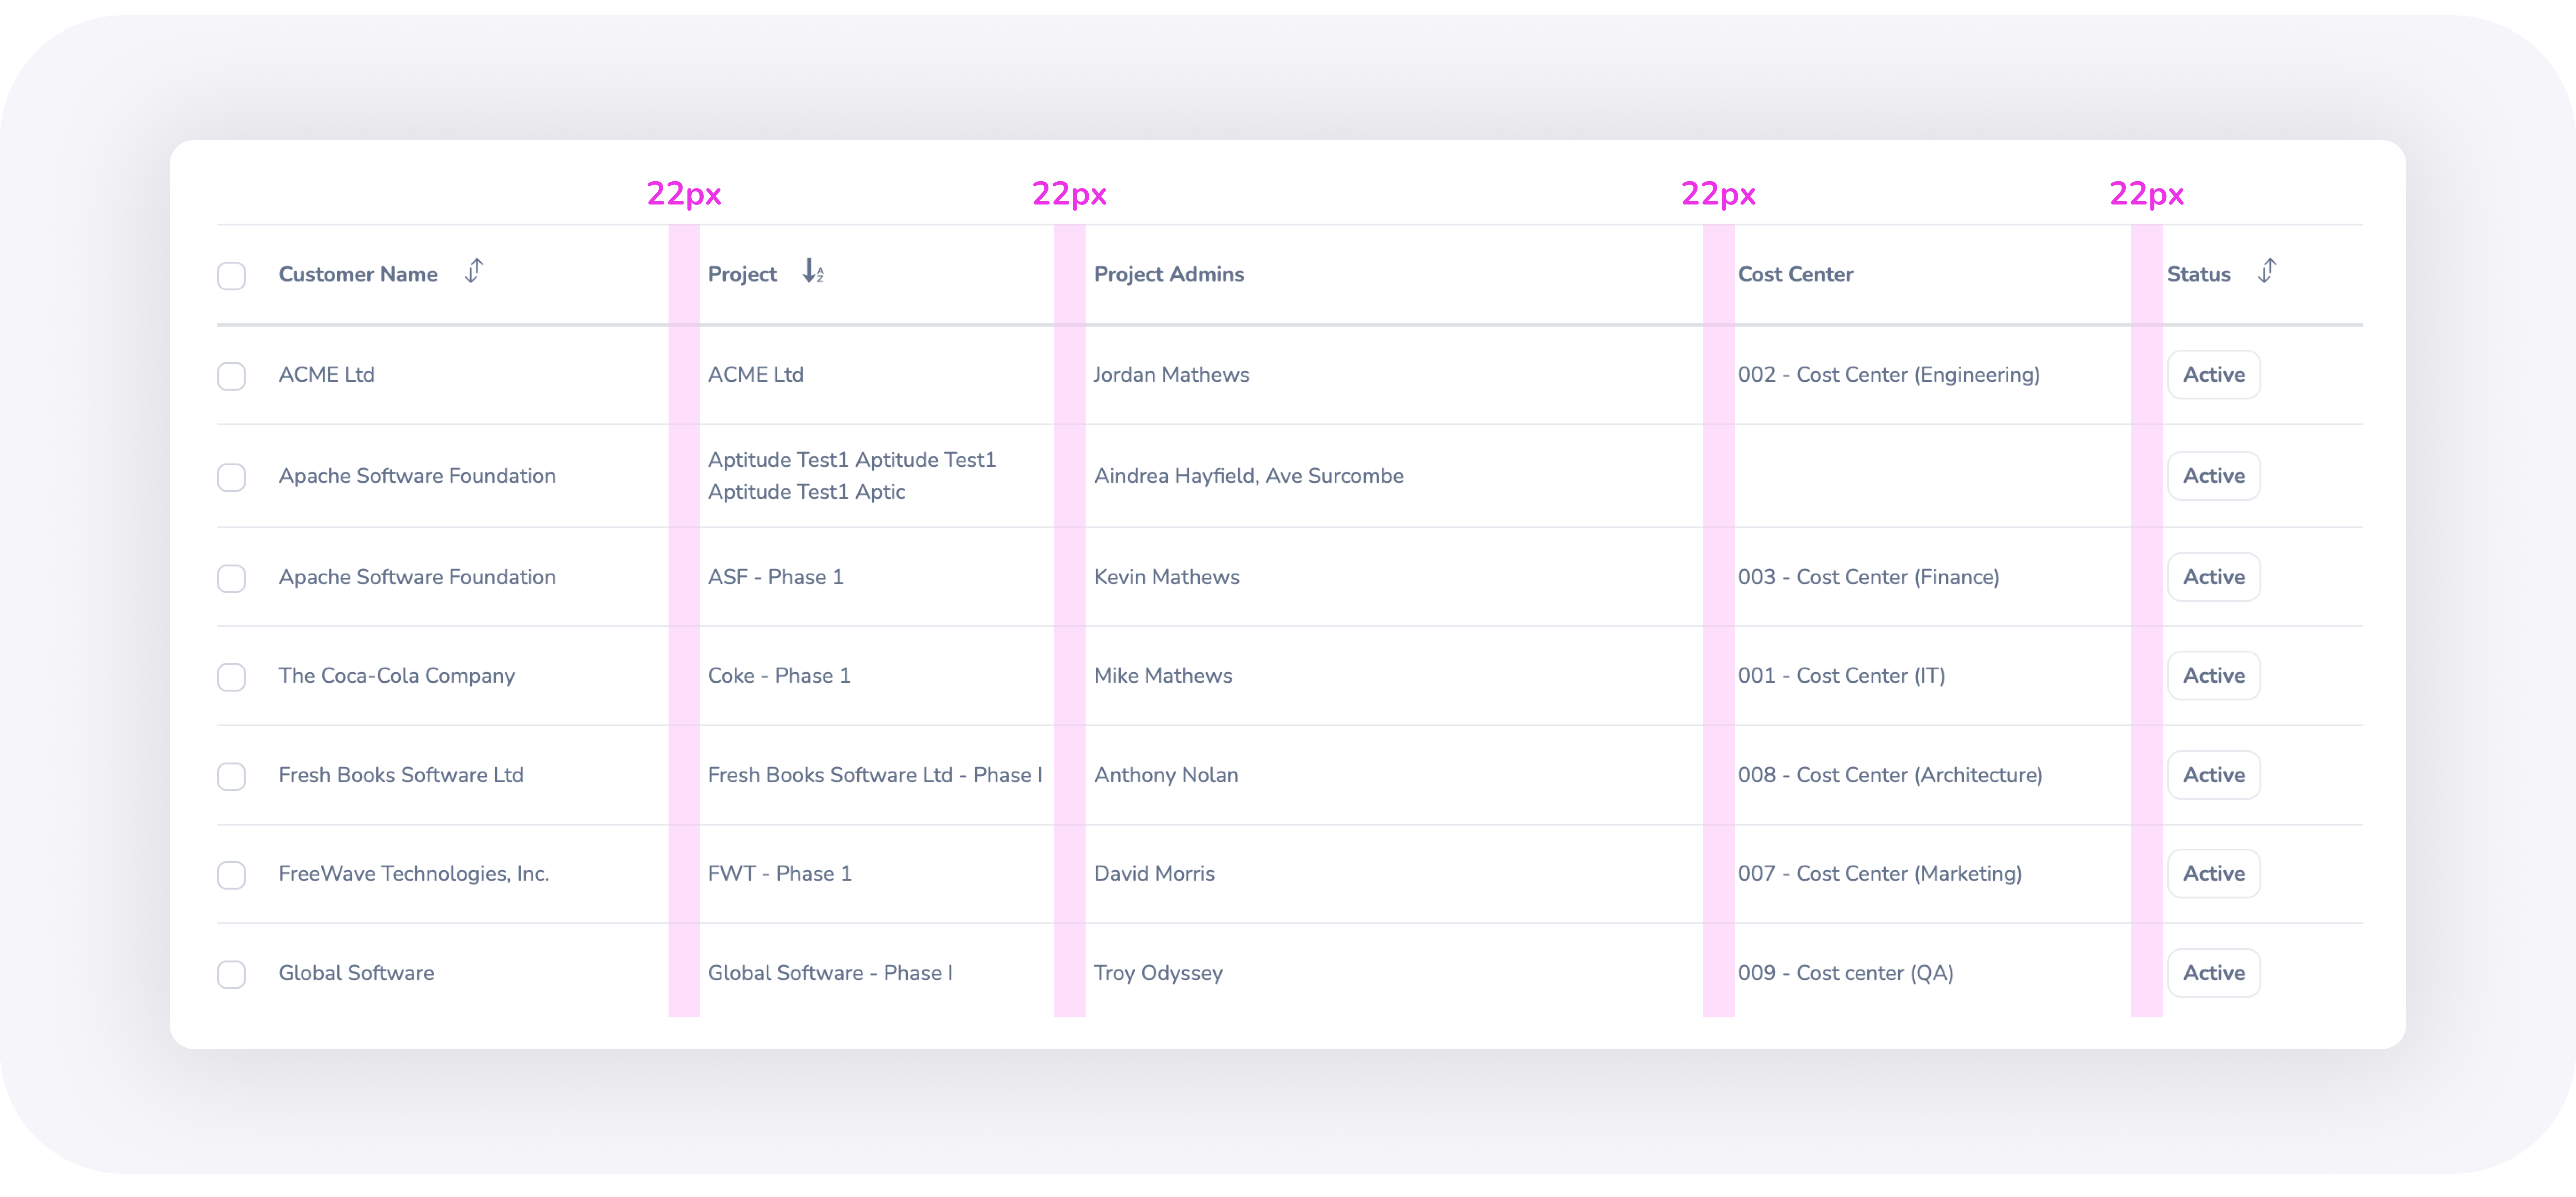 22px 22px 22px 22px
Customer Name Project Project Admins Cost Center Status
ACME Ltd ACME Ltd Jordan Mathews 002 - Cost Center (Engineering) Active
Apache Software Foundation Aptitude Test1 Aptitude Test1 Aindrea Hayfield, Ave Surcombe Active
Aptitude Test1 Aptic
Apache Software Foundation ASF - Phase 1 Kevin Mathews 003 - Cost Center (Finance) Active
The Coca-Cola Company Coke - Phase 1 Mike Mathews 001 - Cost Center (IT) Active
Fresh Books Software Ltd Fresh Books Software Ltd - Phase I Anthony Nolan 008 - Cost Center (Architecture) Active
FreeWave Technologies, Inc. FWT - Phase 1 David Morris 007 - Cost Center (Marketing) Active
Global Software Global Software - Phase I Troy Odyssey 009 - Cost center (QA) Active